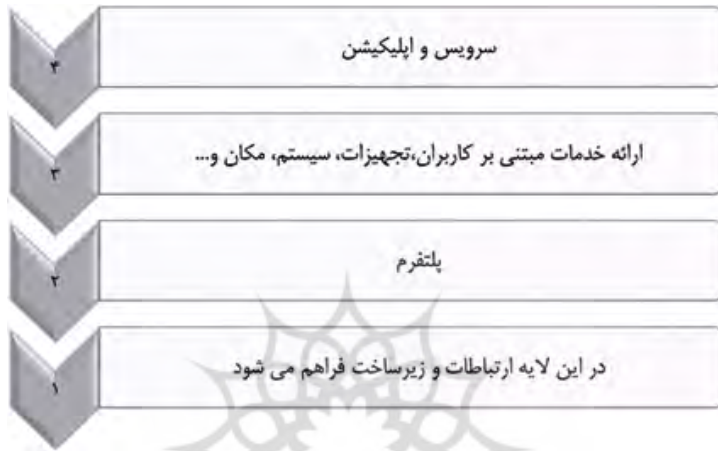 ۴
سرویس و اپلیکیشن
۳
ارائه خدمات مبتنی بر کاربران،تجهیزات، سیستم، مکان و...
۲
پلتفرم
۱
در این لایه ارتباطات و زیرساخت فراهم می شود